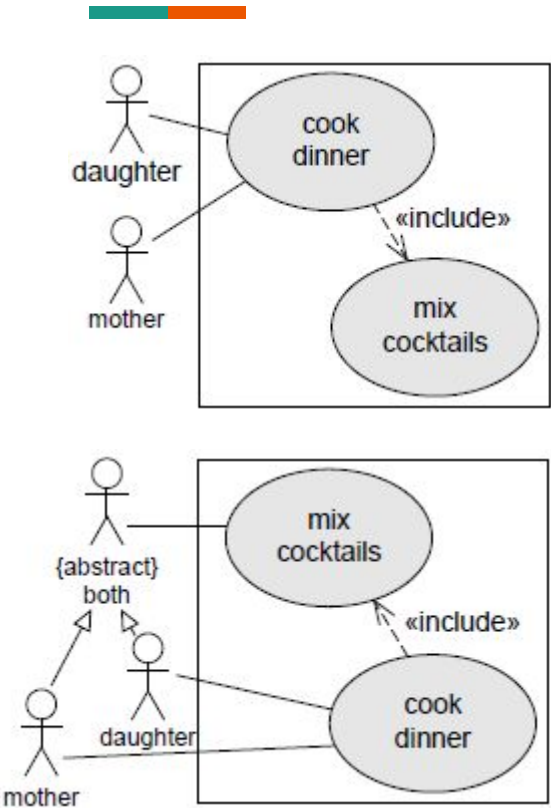 cook
dinner
daughter
«include»
mother
mix
cocktails
mix
cocktails
{abstract}
both
«include»
cook
dinner
daughter
mother